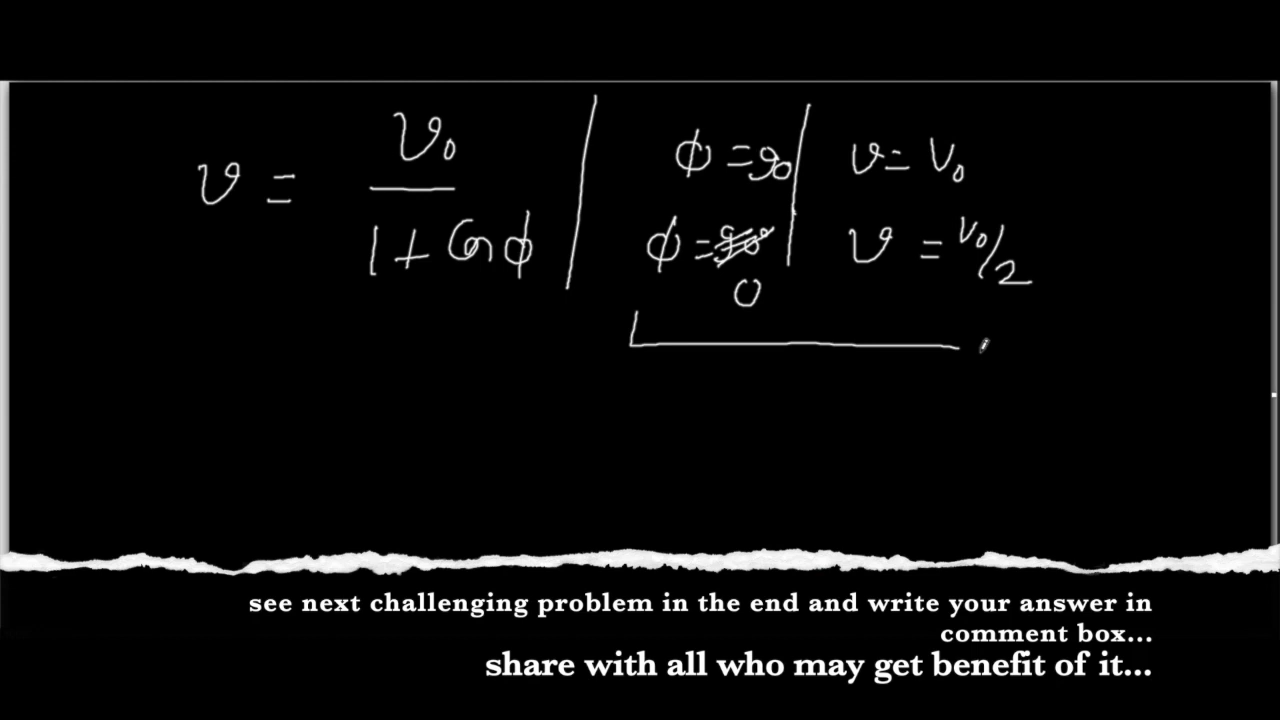 v = v₀ / (1 + Cos ϕ)
ϕ = 90 | v = V₀
ϕ = 0 | v = V₀/2
see next challenging problem in the end and write your answer in
comment box...
share with all who may get benefit of it...